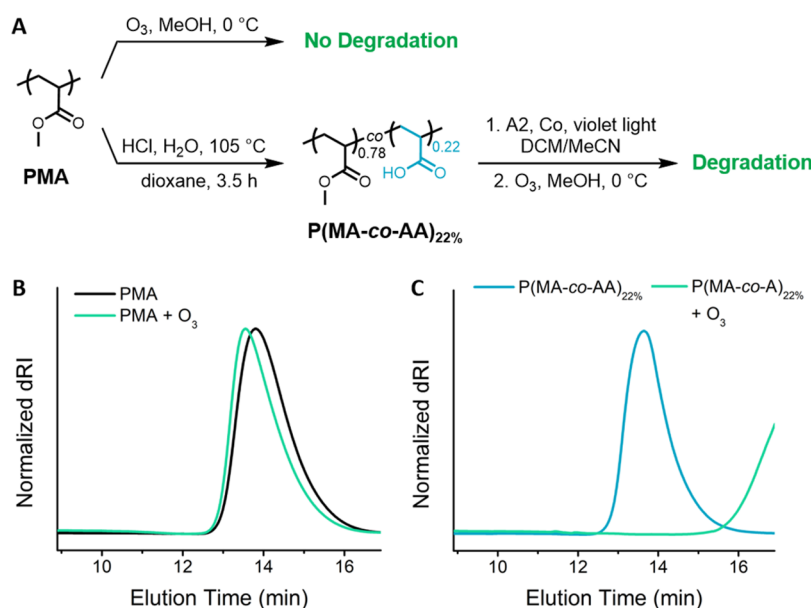 A
O3, MeOH, 0 °C
No Degradation
O
O
PMA
HCl, H2O, 105 °C
dioxane, 3.5 h
co
0.78
0.22
O
O
HO
O
P(MA-co-AA)22%
1. A2, Co, violet light
DCM/MeCN
2. O3, MeOH, 0 °C
Degradation
B
PMA
PMA + O3
Normalized dRI
10
12
14
16
Elution Time (min)
C
P(MA-co-AA)22%
P(MA-co-A)22%
+ O3
Normalized dRI
10
12
14
16
Elution Time (min)